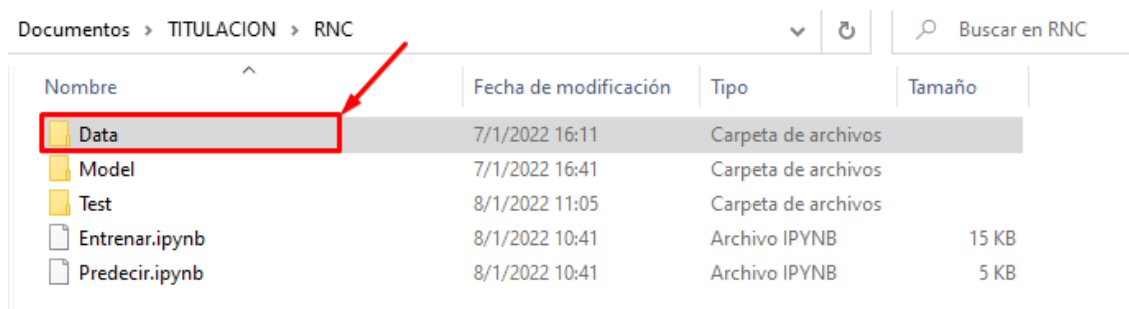 Documentos > TITULACION > RNC Buscar en RNC
Nombre Fecha de modificación Tipo Tamaño
Data 7/1/2022 16:11 Carpeta de archivos
Model 7/1/2022 16:41 Carpeta de archivos
Test 8/1/2022 11:05 Carpeta de archivos
Entrenar.ipynb 8/1/2022 10:41 Archivo IPYNB 15 KB
Predecir.ipynb 8/1/2022 10:41 Archivo IPYNB 5 KB